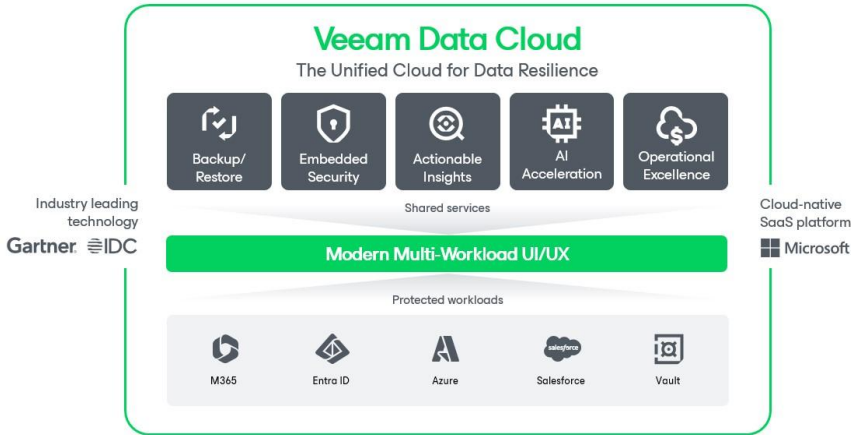 Veeam Data Cloud
The Unified Cloud for Data Resilience
Backup/
Restore
Embedded
Security
Actionable
Insights
AI
AI
Acceleration
$
Operational
Excellence
Industry leading
technology
Gartner IDC
Shared services
Cloud-native
SaaS platform
Microsoft
Modern Multi-Workload UI/UX
Protected workloads
salesforce
M365
Entra ID
Azure
Salesforce
Vault